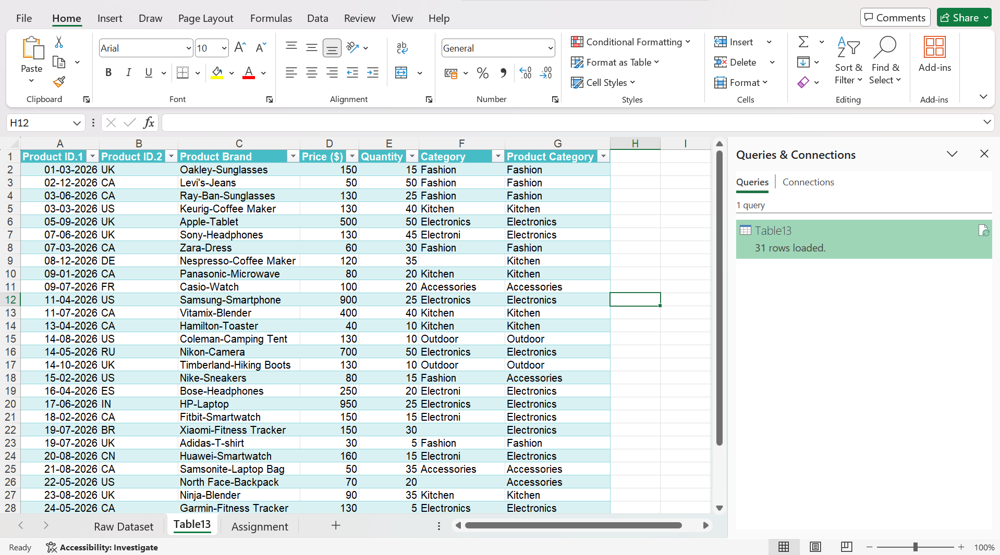 File Home Insert Draw Page Layout Formulas Data Review View Help Comments Share
Arial 10 General Conditional Formatting Insert
Paste Format as Table Delete Sort & Filter Find & Select Add-ins
B I U A % Cell Styles Format
Clipboard Font Alignment Number Styles Cells Editing Add-ins
H12 fx
A B C D E F G H I
1 Product ID.1 Product ID.2 Product Brand Price ($) Quantity Category Product Category
2 01-03-2026 UK Oakley-Sunglasses 150 15 Fashion Fashion
3 02-12-2026 CA Levi's-Jeans 50 50 Fashion Fashion
4 03-06-2026 CA Ray-Ban-Sunglasses 130 25 Fashion Fashion
5 03-03-2026 US Keurig-Coffee Maker 130 40 Kitchen Kitchen
6 05-09-2026 UK Apple-Tablet 500 50 Electronics Electronics
7 07-06-2026 UK Sony-Headphones 130 45 Electroni Electronics
8 07-03-2026 CA Zara-Dress 60 30 Fashion Fashion
9 08-12-2026 DE Nespresso-Coffee Maker 120 35 Kitchen
10 09-01-2026 CA Panasonic-Microwave 80 20 Kitchen Kitchen
11 09-07-2026 FR Casio-Watch 100 20 Accessories Accessories
12 11-04-2026 US Samsung-Smartphone 900 25 Electronics Electronics
13 11-07-2026 CA Vitamix-Blender 400 40 Kitchen Kitchen
14 13-04-2026 CA Hamilton-Toaster 40 10 Kitchen Kitchen
15 14-08-2026 US Coleman-Camping Tent 130 10 Outdoor Outdoor
16 14-05-2026 RU Nikon-Camera 700 50 Electronics Electronics
17 14-10-2026 UK Timberland-Hiking Boots 130 10 Outdoor Outdoor
18 15-02-2026 US Nike-Sneakers 80 15 Fashion Accessories
19 16-04-2026 ES Bose-Headphones 250 20 Electroni Electronics
20 17-06-2026 IN HP-Laptop 950 25 Electronics Electronics
21 18-02-2026 CA Fitbit-Smartwatch 150 15 Electroni Electronics
22 19-07-2026 BR Xiaomi-Fitness Tracker 150 30 Electronics
23 19-07-2026 UK Adidas-T-shirt 30 5 Fashion Fashion
24 20-08-2026 CN Huawei-Smartwatch 160 15 Electroni Electronics
25 21-08-2026 CA Samsonite-Laptop Bag 50 35 Accessories Accessories
26 22-05-2026 US North Face-Backpack 70 20 Accessories
27 23-08-2026 UK Ninja-Blender 90 35 Kitchen Kitchen
28 24-05-2026 CA Garmin-Fitness Tracker 130 5 Electronics Electronics
Queries & Connections
Queries Connections
1 query
Table13
31 rows loaded.
Raw Dataset Table13 Assignment
Ready Accessibility: Investigate 100%